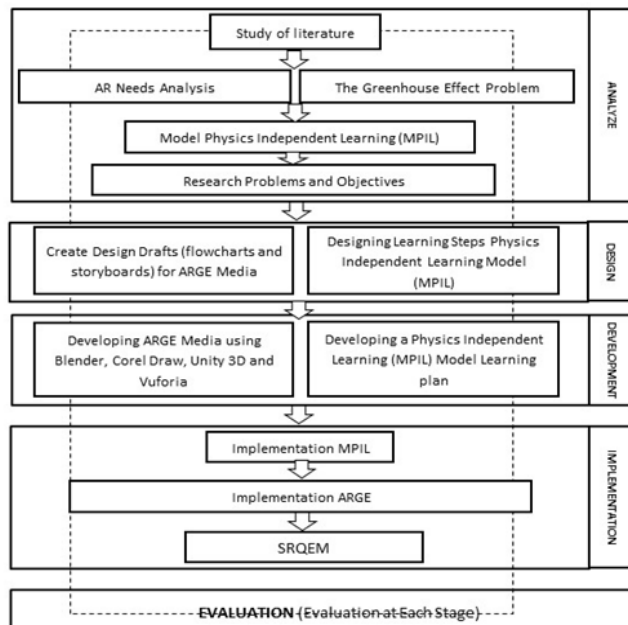 Study of literature
AR Needs Analysis
The Greenhouse Effect Problem
Model Physics Independent Learning (MPIL)
Research Problems and Objectives
ANALYZE
Create Design Drafts (flowcharts and
storyboards) for ARGE Media
Designing Learning Steps Physics
Independent Learning Model
(MPIL)
DESIGN
Developing ARGE Media using
Blender, Corel Draw, Unity 3D and
Vuforia
Developing a Physics Independent
Learning (MPIL) Model Learning
plan
DEVELOPMENT
Implementation MPIL
Implementation ARGE
SRQEM
IMPLEMENTATION
EVALUATION (Evaluation at Each Stage)